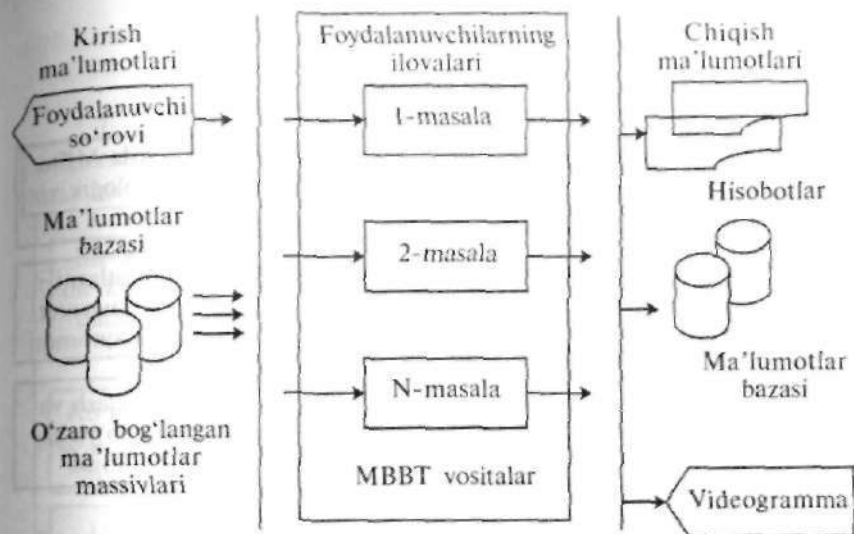 Kirish
ma'lumotlari
Foydalanuvchi
so‘rovi
Ma'lumotlar
bazasi
O‘zaro bog‘langan
ma'lumotlar
massivlari
Foydalanuvchilarning
ilovalari
1-masala
2-masala
N-masala
MBBT vositalar
Chiqish
ma'lumotlari
Hisobotlar
Ma'lumotlar
bazasi
Videogramma